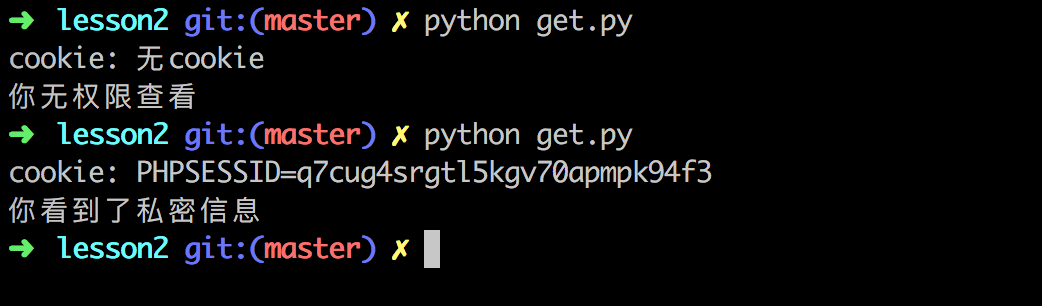 ➜ lesson2 git:(master) ✗ python get.py
cookie: 无cookie
你无权限查看
➜ lesson2 git:(master) ✗ python get.py
cookie: PHPSESSID=q7cug4srgtl5kgv70apmpk94f3
你看到了私密信息
➜ lesson2 git:(master) ✗